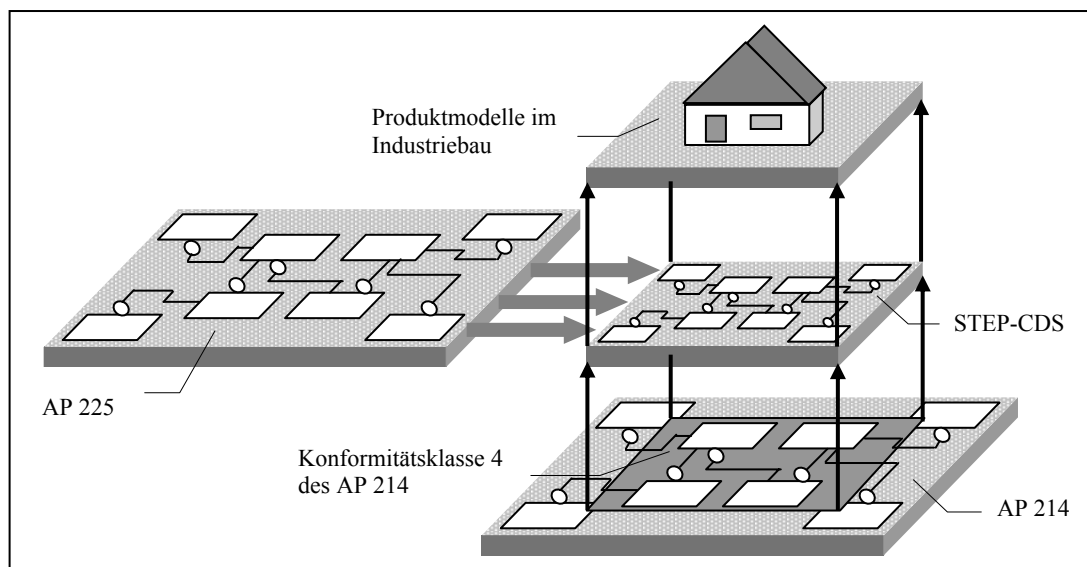 Produktmodelle im
Industriebau
STEP-CDS
AP 225
Konformitätsklasse 4
des AP 214
AP 214